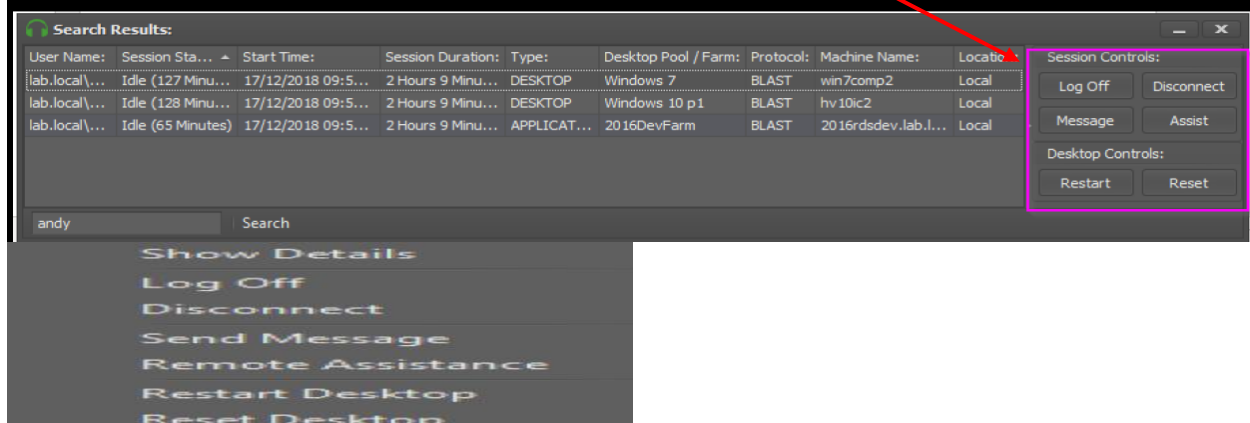 Search Results:
User Name: Session Sta... Start Time: Session Duration: Type: Desktop Pool / Farm: Protocol: Machine Name: Location: Session Controls:
lab.local\... Idle (127 Minu... 17/12/2018 09:5... 2 Hours 9 Minu... DESKTOP Windows 7 BLAST win7comp2 Local
Log Off Disconnect
lab.local\... Idle (128 Minu... 17/12/2018 09:5... 2 Hours 9 Minu... DESKTOP Windows 10 p1 BLAST hv10ic2 Local
lab.local\... Idle (65 Minutes) 17/12/2018 09:5... 2 Hours 9 Minu... APPLICAT... 2016DevFarm BLAST 2016rdsdev.lab.l... Local
Message Assist
Desktop Controls:
Restart Reset
andy Search
Show Details
Log Off
Disconnect
Send Message
Remote Assistance
Restart Desktop
Reset Desktop